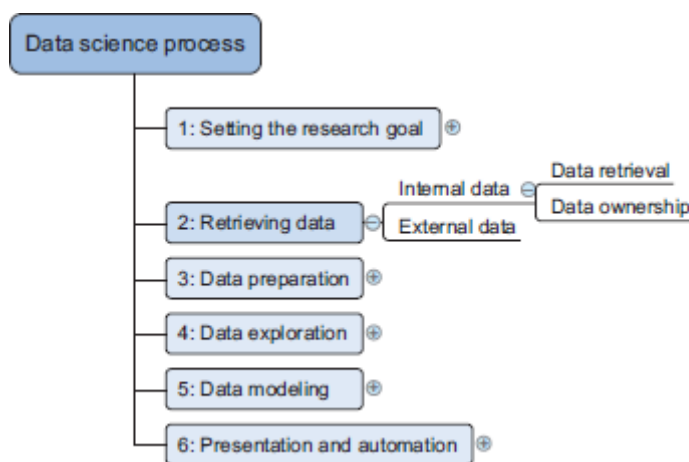 Data science process
1: Setting the research goal
2: Retrieving data
Internal data
Data retrieval
Data ownership
External data
3: Data preparation
4: Data exploration
5: Data modeling
6: Presentation and automation